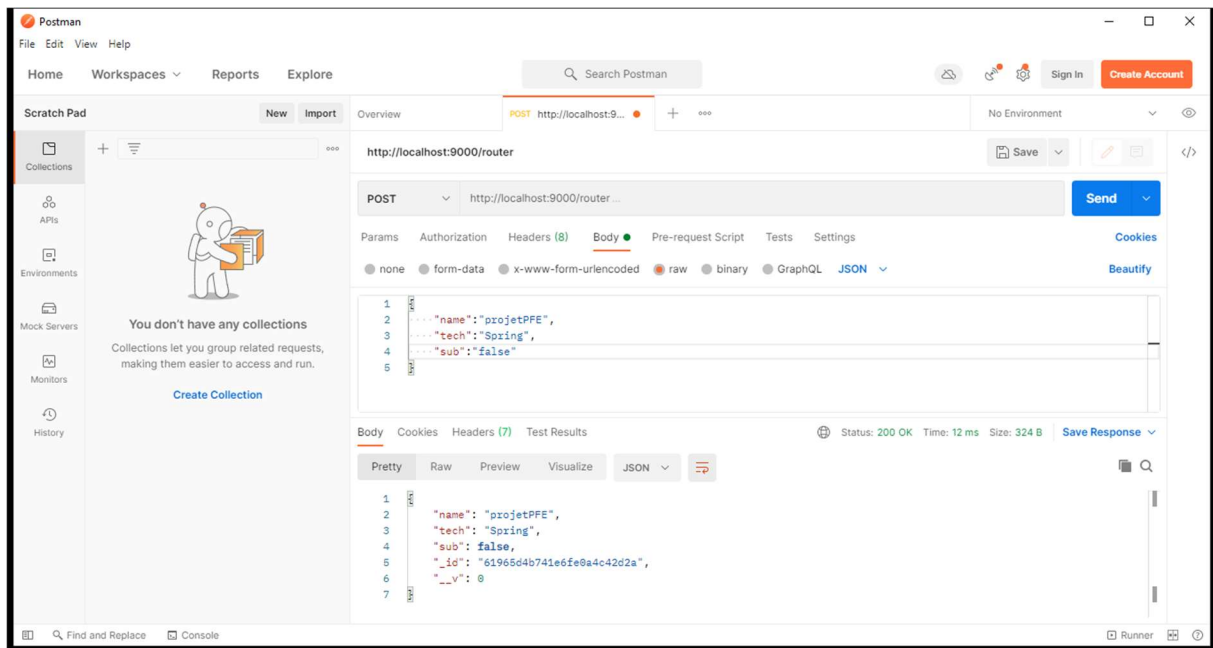 Postman
File Edit View Help
Home Workspaces Reports Explore
Search Postman
Sign In Create Account
Scratch Pad New Import
Overview POST http://localhost:9... No Environment
Collections
APIs
Environments
Mock Servers
Monitors
History
You don't have any collections
Collections let you group related requests,
making them easier to access and run.
Create Collection
http://localhost:9000/router Save
POST http://localhost:9000/router ... Send
Params Authorization Headers (8) Body Pre-request Script Tests Settings Cookies
none form-data x-www-form-urlencoded raw binary GraphQL JSON Beautify
1 {
2 "name":"projetPFE",
3 "tech":"Spring",
4 "sub":"false"
5 }
Body Cookies Headers (7) Test Results Status: 200 OK Time: 12 ms Size: 324 B Save Response
Pretty Raw Preview Visualize JSON
1 {
2 "name": "projetPFE",
3 "tech": "Spring",
4 "sub": false,
5 "_id": "61965d4b741e6fe0a4c42d2a",
6 "__v": 0
7 }
Find and Replace Console Runner